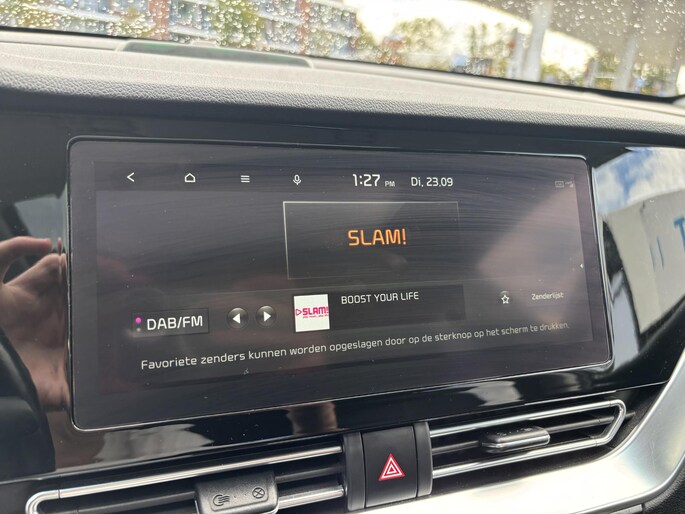 1:27 PM Di, 23.09
SLAM!
DAB/FM
SLAM!
BOOST YOUR LIFE
Zenderlijst
Favoriete zenders kunnen worden opgeslagen door op de sterknop op het scherm te drukken.